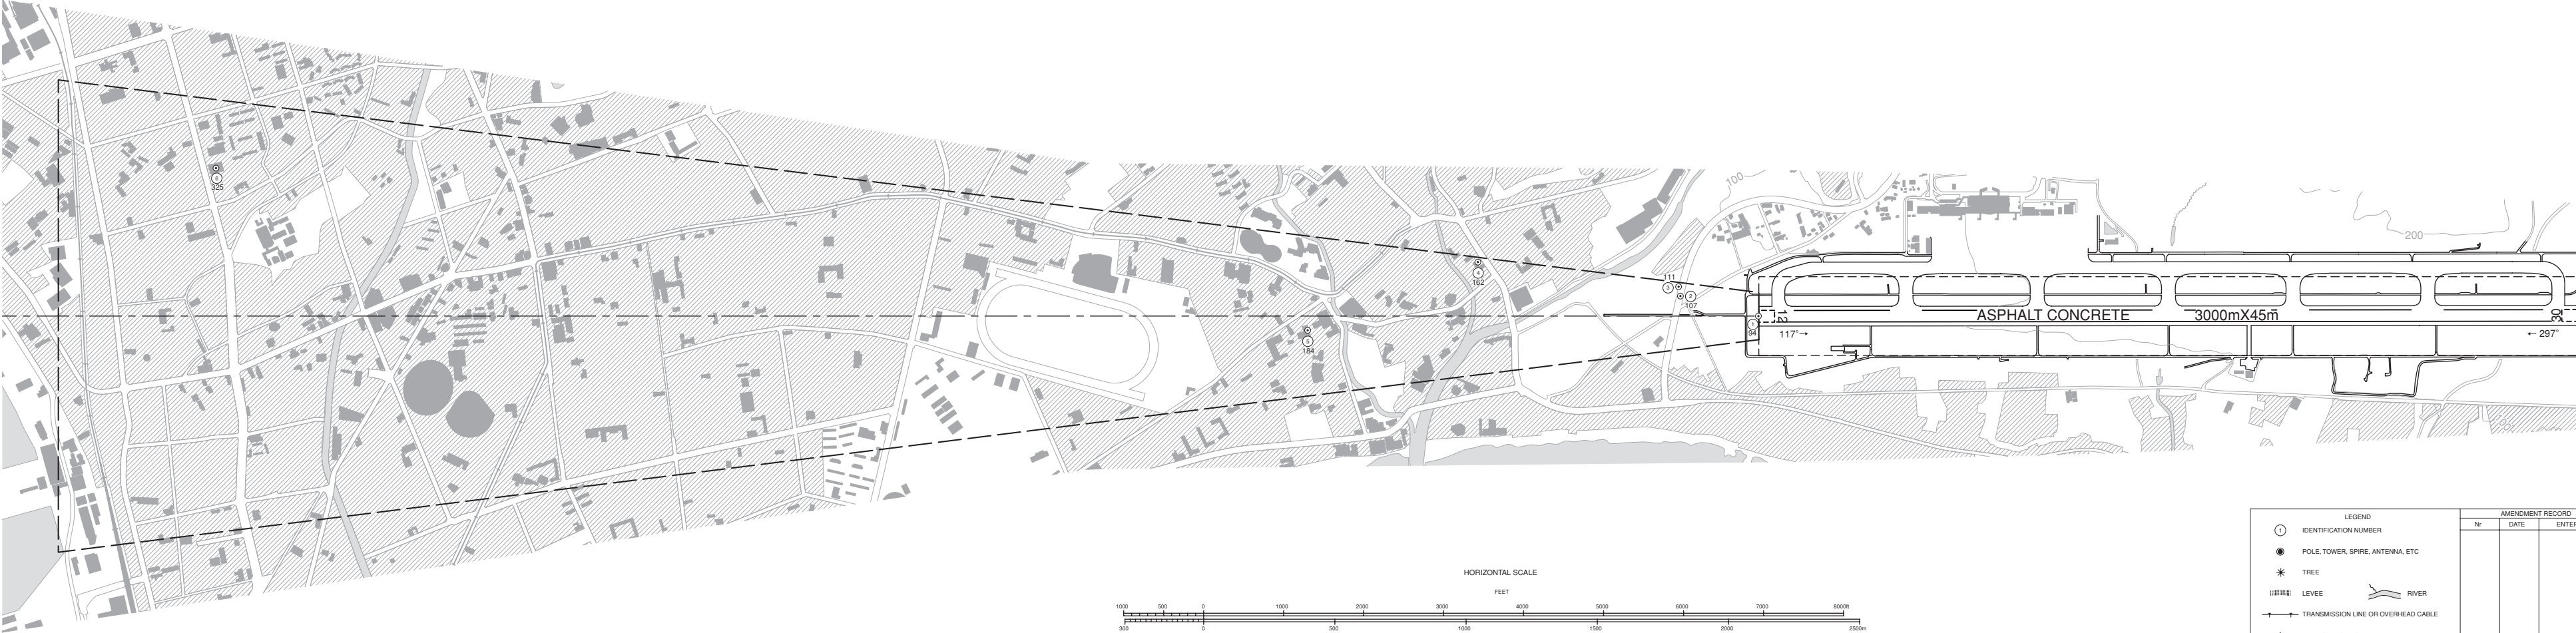 100
200
6
325
4
162
111
3
2
107
1
94
5
184
12
117°→
ASPHALT CONCRETE 3000mX45m
30
← 297°
HORIZONTAL SCALE
FEET
1000 500 0 1000 2000 3000 4000 5000 6000 7000 8000ft
300 0 500 1000 1500 2000 2500m
LEGEND
1 IDENTIFICATION NUMBER
POLE, TOWER, SPIRE, ANTENNA, ETC
TREE
LEVEE RIVER
TRANSMISSION LINE OR OVERHEAD CABLE
AMENDMENT RECORD
Nr DATE ENTER